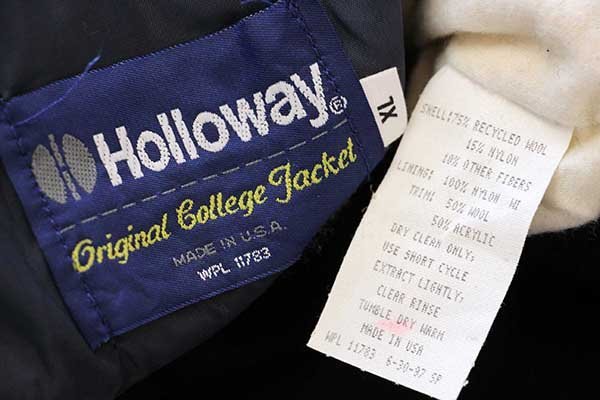 Holloway®
Original College Jacket
MADE IN U.S.A.
WPL 11783
XL
SHELL:75% RECYCLED WOOL
15% NYLON
10% OTHER FIBERS
LINING: 100% NYLON WI
TRIM: 50% WOOL
50% ACRYLIC
DRY CLEAN ONLY,
USE SHORT CYCLE
EXTRACT LIGHTLY,
CLEAR RINSE
TUMBLE DRY WARM
MADE IN USA
WPL 11783 6-30-97 SP